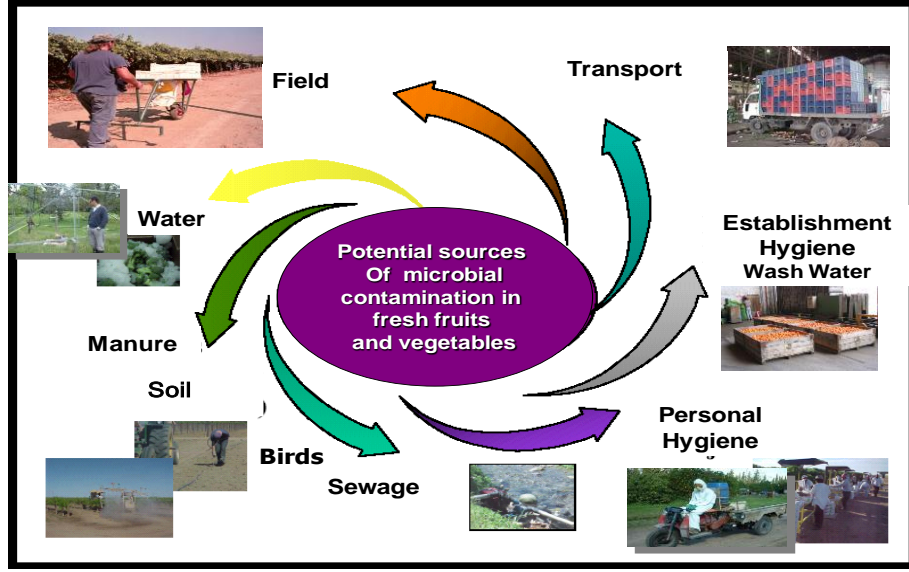 Field
Transport
Water
Establishment
Hygiene
Wash Water
Potential sources
Of microbial
contamination in
fresh fruits
and vegetables
Manure
Soil
Birds
Sewage
Personal
Hygiene